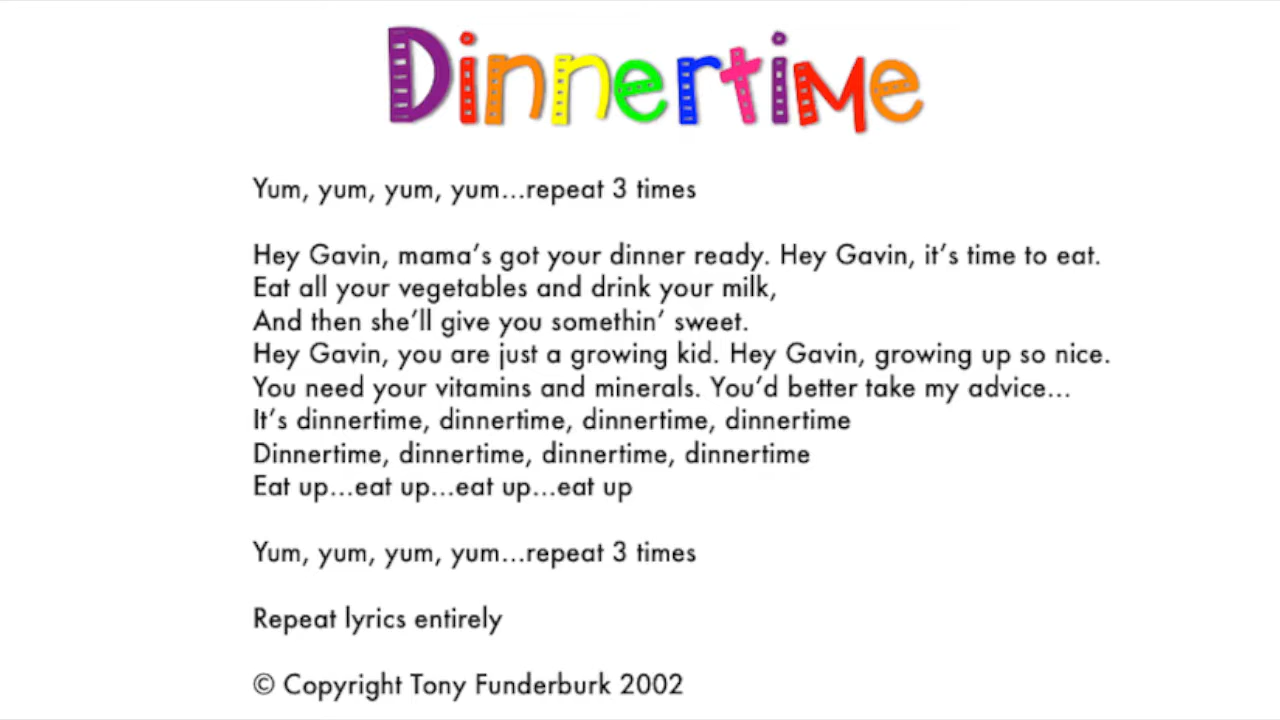 Dinnertime
Yum, yum, yum, yum...repeat 3 times
Hey Gavin, mama's got your dinner ready. Hey Gavin, it's time to eat.
Eat all your vegetables and drink your milk,
And then she'll give you somethin' sweet.
Hey Gavin, you are just a growing kid. Hey Gavin, growing up so nice.
You need your vitamins and minerals. You'd better take my advice...
It's dinnertime, dinnertime, dinnertime, dinnertime
Dinnertime, dinnertime, dinnertime, dinnertime
Eat up...eat up...eat up...eat up
Yum, yum, yum, yum...repeat 3 times
Repeat lyrics entirely
© Copyright Tony Funderburk 2002